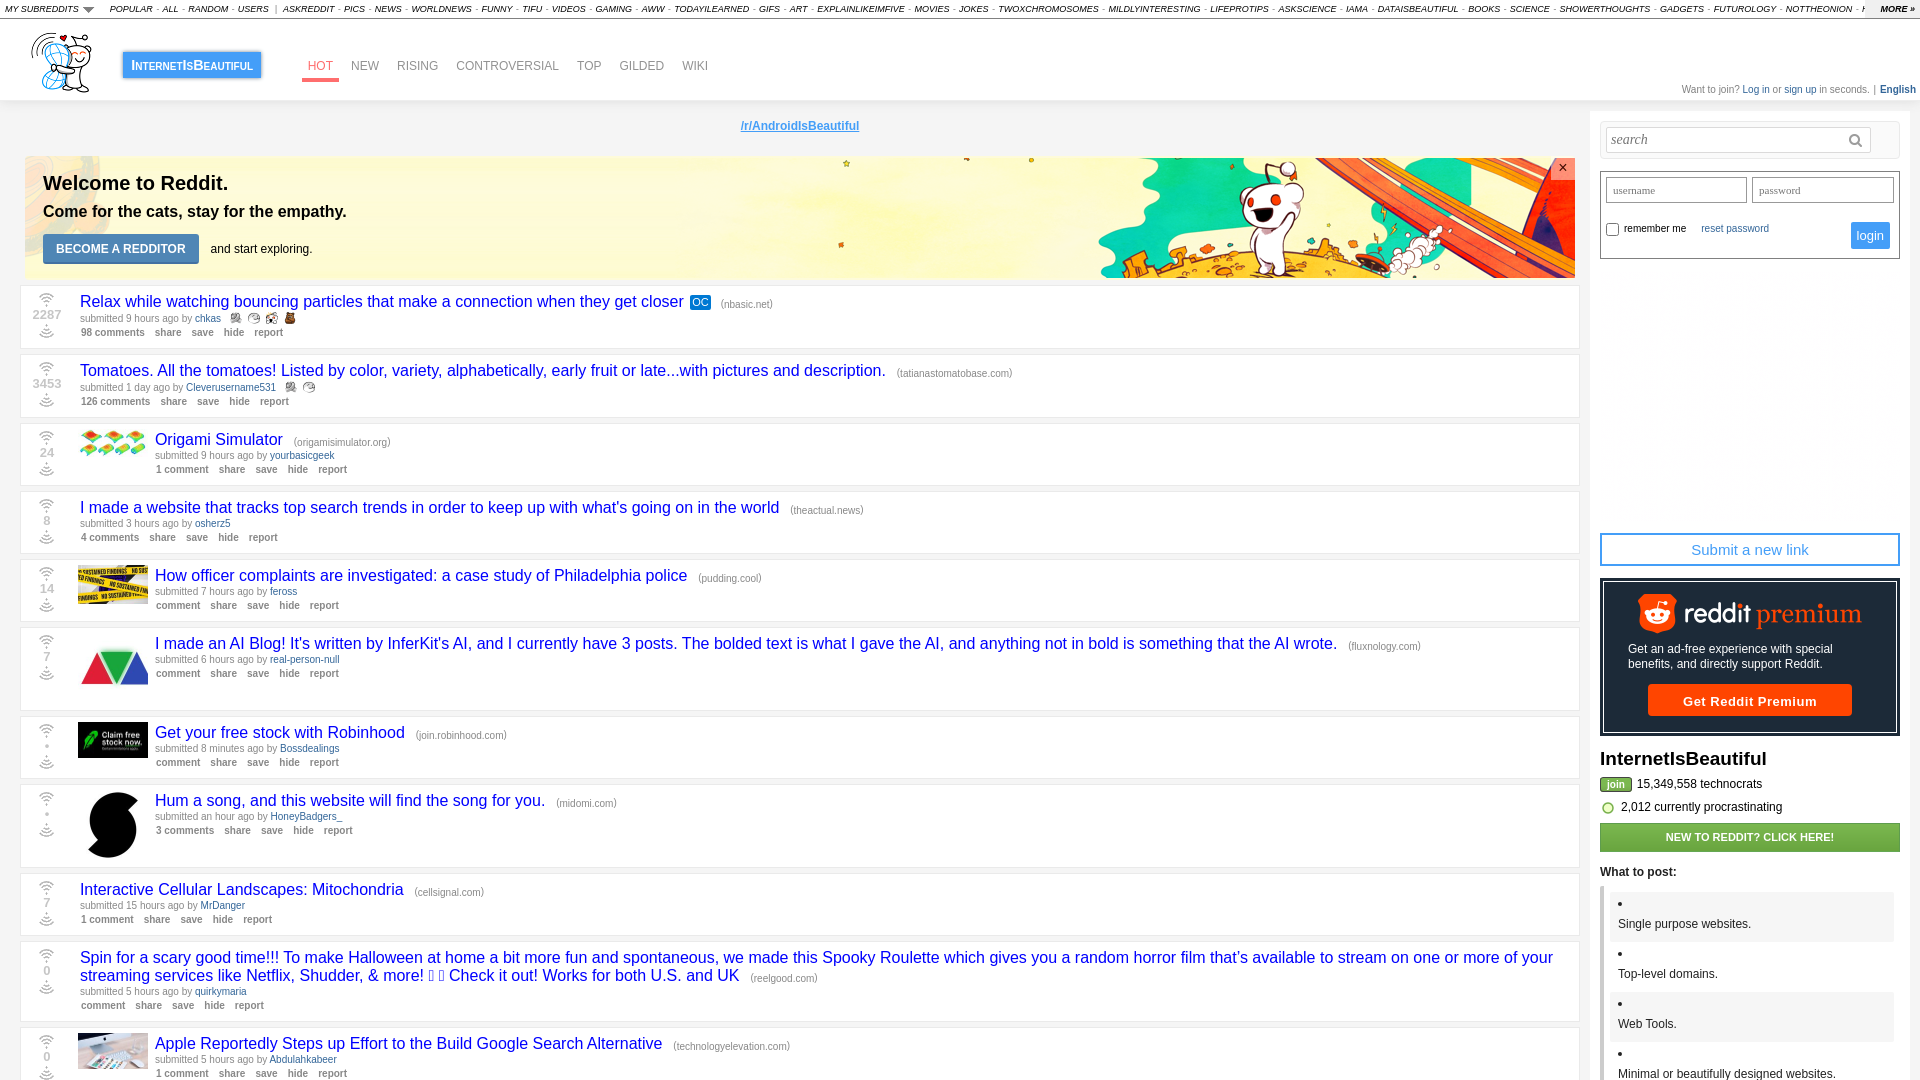 MY SUBREDDITS POPULAR - ALL - RANDOM - USERS | ASKREDDIT - PICS - NEWS - WORLDNEWS - FUNNY - TIFU - VIDEOS - GAMING - AWW - TODAYILEARNED - GIFS - ART - EXPLAINLIKEIMFIVE - MOVIES - JOKES - TWOXCHROMOSOMES - MILDLYINTERESTING - LIFEPROTIPS - ASKSCIENCE - IAMA - DATAISBEAUTIFUL - BOOKS - SCIENCE - SHOWERTHOUGHTS - GADGETS - FUTUROLOGY - NOTTHEONION - MORE »
INTERNETISBEAUTIFUL HOT NEW RISING CONTROVERSIAL TOP GILDED WIKI
Want to join? Log in or sign up in seconds. | English
/r/AndroidIsBeautiful
Welcome to Reddit.
Come for the cats, stay for the empathy.
BECOME A REDDITOR and start exploring.
×
2287
Relax while watching bouncing particles that make a connection when they get closer OC (nbasic.net)
submitted 9 hours ago by chkas
98 comments share save hide report
3453
Tomatoes. All the tomatoes! Listed by color, variety, alphabetically, early fruit or late...with pictures and description. (tatianastomatobase.com)
submitted 1 day ago by Cleverusername531
126 comments share save hide report
24
Origami Simulator (origamisimulator.org)
submitted 9 hours ago by yourbasicgeek
1 comment share save hide report
8
I made a website that tracks top search trends in order to keep up with what's going on in the world (theactual.news)
submitted 3 hours ago by osherz5
4 comments share save hide report
14
How officer complaints are investigated: a case study of Philadelphia police (pudding.cool)
submitted 7 hours ago by feross
comment share save hide report
7
I made an AI Blog! It's written by InferKit's AI, and I currently have 3 posts. The bolded text is what I gave the AI, and anything not in bold is something that the AI wrote. (fluxnology.com)
submitted 6 hours ago by real-person-null
comment share save hide report
•
Claim free
stock now.
Get your free stock with Robinhood (join.robinhood.com)
submitted 8 minutes ago by Bossdealings
comment share save hide report
•
Hum a song, and this website will find the song for you. (midomi.com)
submitted an hour ago by HoneyBadgers_
3 comments share save hide report
7
Interactive Cellular Landscapes: Mitochondria (cellsignal.com)
submitted 15 hours ago by MrDanger
1 comment share save hide report
0
Spin for a scary good time!!! To make Halloween at home a bit more fun and spontaneous, we made this Spooky Roulette which gives you a random horror film that's available to stream on one or more of your
streaming services like Netflix, Shudder, & more! Check it out! Works for both U.S. and UK (reelgood.com)
submitted 5 hours ago by quirkymaria
comment share save hide report
0
Apple Reportedly Steps up Effort to the Build Google Search Alternative (technologyelevation.com)
submitted 5 hours ago by Abdulahkabeer
1 comment share save hide report
search
username password
remember me reset password login
Submit a new link
reddit premium
Get an ad-free experience with special
benefits, and directly support Reddit.
Get Reddit Premium
InternetIsBeautiful
join 15,349,558 technocrats
2,012 currently procrastinating
NEW TO REDDIT? CLICK HERE!
What to post:
•
Single purpose websites.
•
Top-level domains.
•
Web Tools.
•
Minimal or beautifully designed websites.